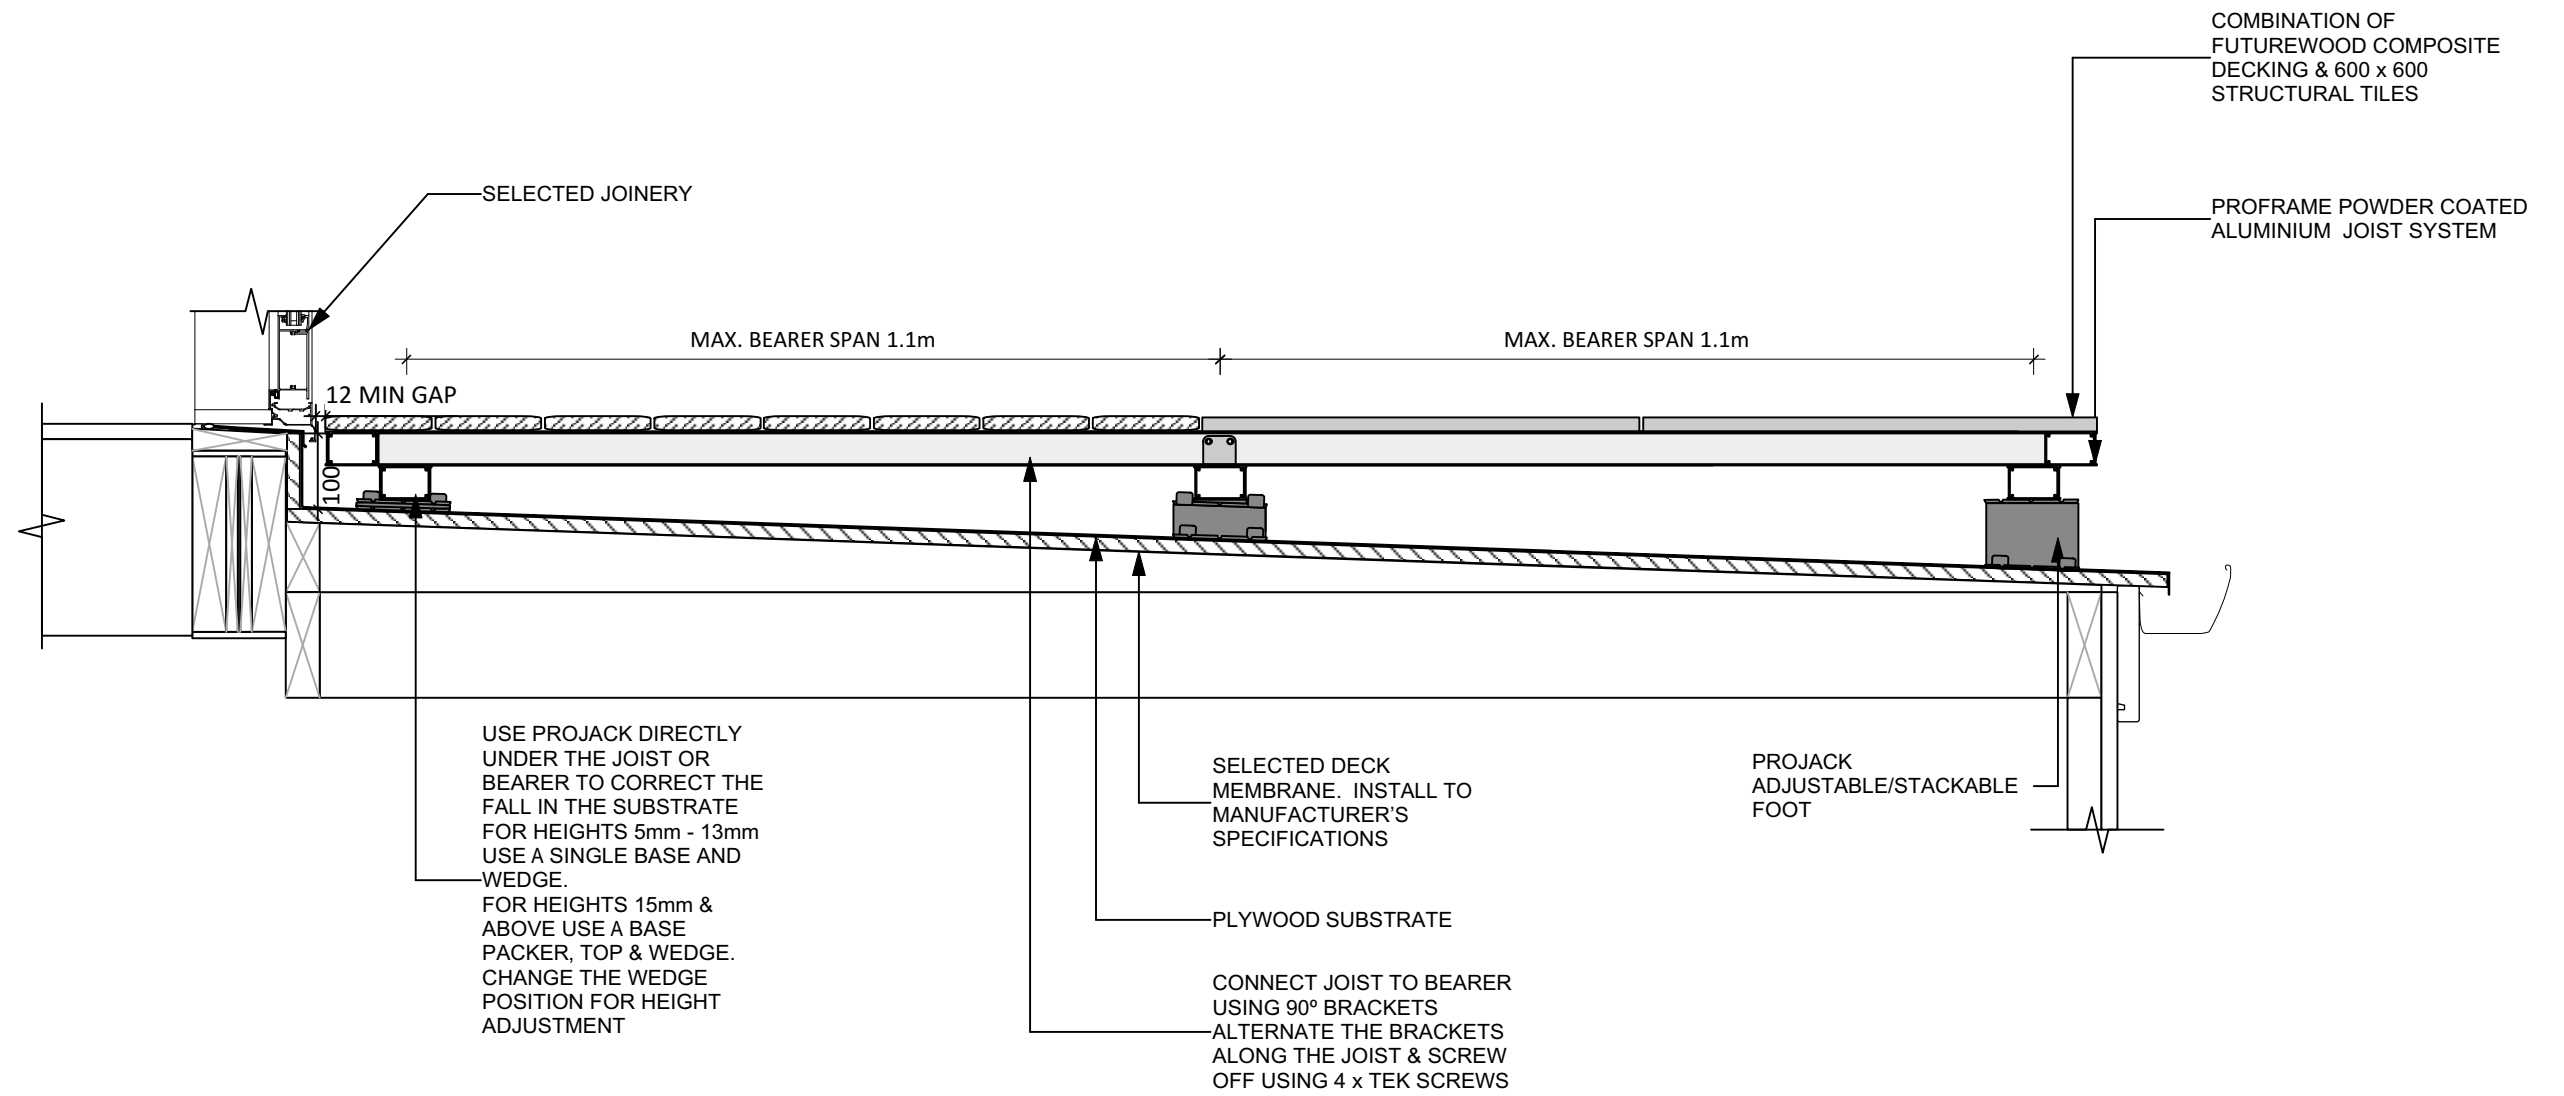 COMBINATION OF
FUTUREWOOD COMPOSITE
DECKING & 600 x 600
STRUCTURAL TILES
SELECTED JOINERY
PROFRAME POWDER COATED
ALUMINIUM JOIST SYSTEM
MAX. BEARER SPAN 1.1m
MAX. BEARER SPAN 1.1m
12 MIN GAP
100
USE PROJACK DIRECTLY
UNDER THE JOIST OR
BEARER TO CORRECT THE
FALL IN THE SUBSTRATE
FOR HEIGHTS 5mm - 13mm
USE A SINGLE BASE AND
WEDGE.
FOR HEIGHTS 15mm &
ABOVE USE A BASE
PACKER, TOP & WEDGE.
CHANGE THE WEDGE
POSITION FOR HEIGHT
ADJUSTMENT
SELECTED DECK
MEMBRANE. INSTALL TO
MANUFACTURER’S
SPECIFICATIONS
PLYWOOD SUBSTRATE
CONNECT JOIST TO BEARER
USING 90º BRACKETS
ALTERNATE THE BRACKETS
ALONG THE JOIST & SCREW
OFF USING 4 x TEK SCREWS
PROJACK
ADJUSTABLE/STACKABLE
FOOT